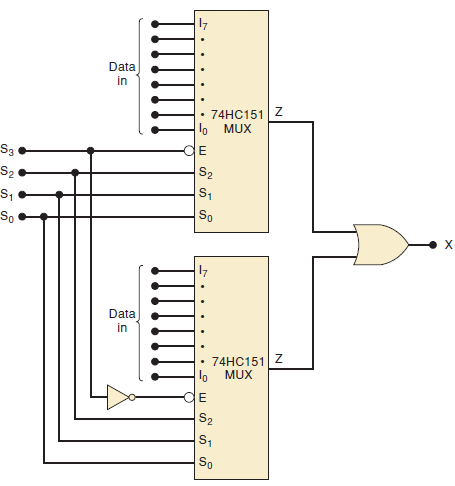 I7
Data
in
74HC151
MUX
I0
Z
S3
E
S2
S2
S1
S1
S0
S0
X
I7
Data
in
74HC151
MUX
I0
Z
E
S2
S1
S0